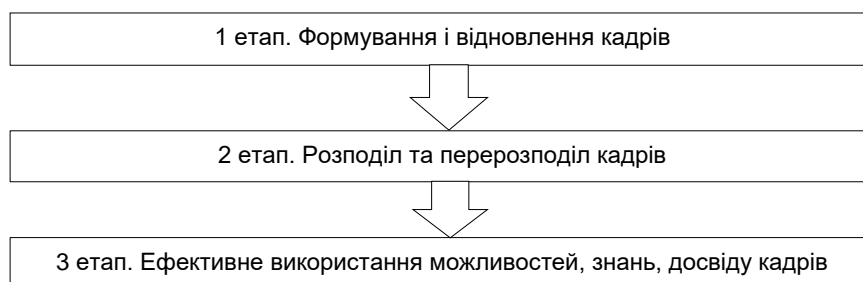 1 етап. Формування і відновлення кадрів
2 етап. Розподіл та перерозподіл кадрів
3 етап. Ефективне використання можливостей, знань, досвіду кадрів